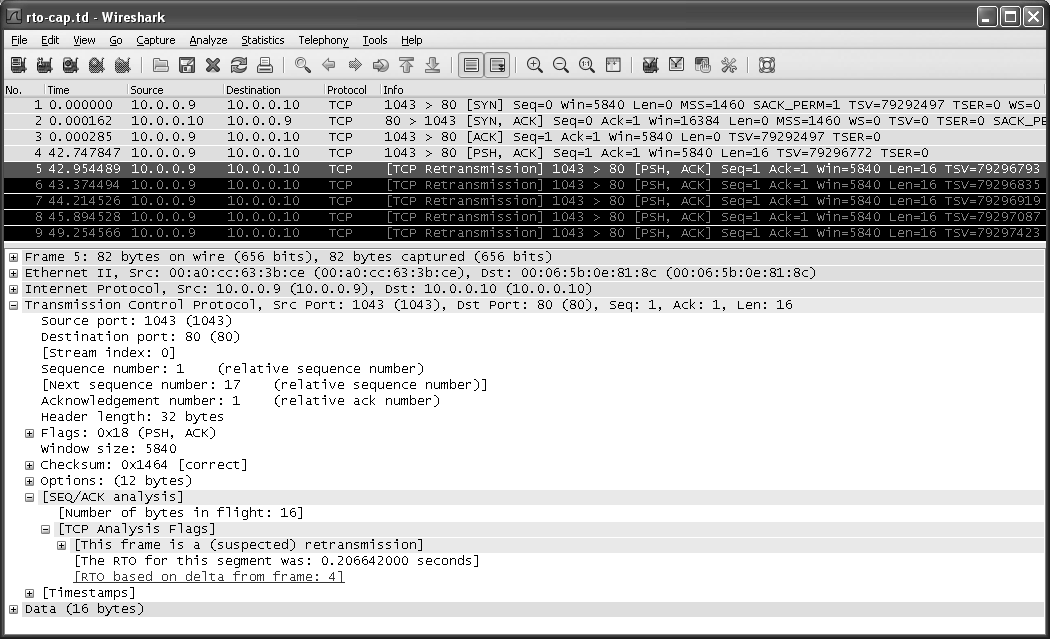 rto-cap.td - Wireshark
File Edit View Go Capture Analyze Statistics Telephony Tools Help
No. Time Source Destination Protocol Info
1 0.000000 10.0.0.9 10.0.0.10 TCP 1043 > 80 [SYN] Seq=0 Win=5840 Len=0 MSS=1460 SACK_PERM=1 TSV=79292497 TSER=0 WS=0
2 0.000162 10.0.0.10 10.0.0.9 TCP 80 > 1043 [SYN, ACK] Seq=0 Ack=1 Win=16384 Len=0 MSS=1460 WS=0 TSV=0 TSER=0 SACK_PE
3 0.000285 10.0.0.9 10.0.0.10 TCP 1043 > 80 [ACK] Seq=1 Ack=1 Win=5840 Len=0 TSV=79292497 TSER=0
4 42.747847 10.0.0.9 10.0.0.10 TCP 1043 > 80 [PSH, ACK] Seq=1 Ack=1 Win=5840 Len=16 TSV=79296772 TSER=0
5 42.954489 10.0.0.9 10.0.0.10 TCP [TCP Retransmission] 1043 > 80 [PSH, ACK] Seq=1 Ack=1 Win=5840 Len=16 TSV=79296793
6 43.374494 10.0.0.9 10.0.0.10 TCP [TCP Retransmission] 1043 > 80 [PSH, ACK] Seq=1 Ack=1 Win=5840 Len=16 TSV=79296835
7 44.214526 10.0.0.9 10.0.0.10 TCP [TCP Retransmission] 1043 > 80 [PSH, ACK] Seq=1 Ack=1 Win=5840 Len=16 TSV=79296919
8 45.894528 10.0.0.9 10.0.0.10 TCP [TCP Retransmission] 1043 > 80 [PSH, ACK] Seq=1 Ack=1 Win=5840 Len=16 TSV=79297087
9 49.254566 10.0.0.9 10.0.0.10 TCP [TCP Retransmission] 1043 > 80 [PSH, ACK] Seq=1 Ack=1 Win=5840 Len=16 TSV=79297423
Frame 5: 82 bytes on wire (656 bits), 82 bytes captured (656 bits)
Ethernet II, Src: 00:a0:cc:63:3b:ce (00:a0:cc:63:3b:ce), Dst: 00:06:5b:0e:81:8c (00:06:5b:0e:81:8c)
Internet Protocol, Src: 10.0.0.9 (10.0.0.9), Dst: 10.0.0.10 (10.0.0.10)
Transmission Control Protocol, Src Port: 1043 (1043), Dst Port: 80 (80), Seq: 1, Ack: 1, Len: 16
Source port: 1043 (1043)
Destination port: 80 (80)
[Stream index: 0]
Sequence number: 1 (relative sequence number)
[Next sequence number: 17 (relative sequence number)]
Acknowledgement number: 1 (relative ack number)
Header length: 32 bytes
Flags: 0x18 (PSH, ACK)
Window size: 5840
Checksum: 0x1464 [correct]
Options: (12 bytes)
[SEQ/ACK analysis]
[Number of bytes in flight: 16]
[TCP Analysis Flags]
[This frame is a (suspected) retransmission]
[The RTO for this segment was: 0.206642000 seconds]
[RTO based on delta from frame: 4]
[Timestamps]
Data (16 bytes)